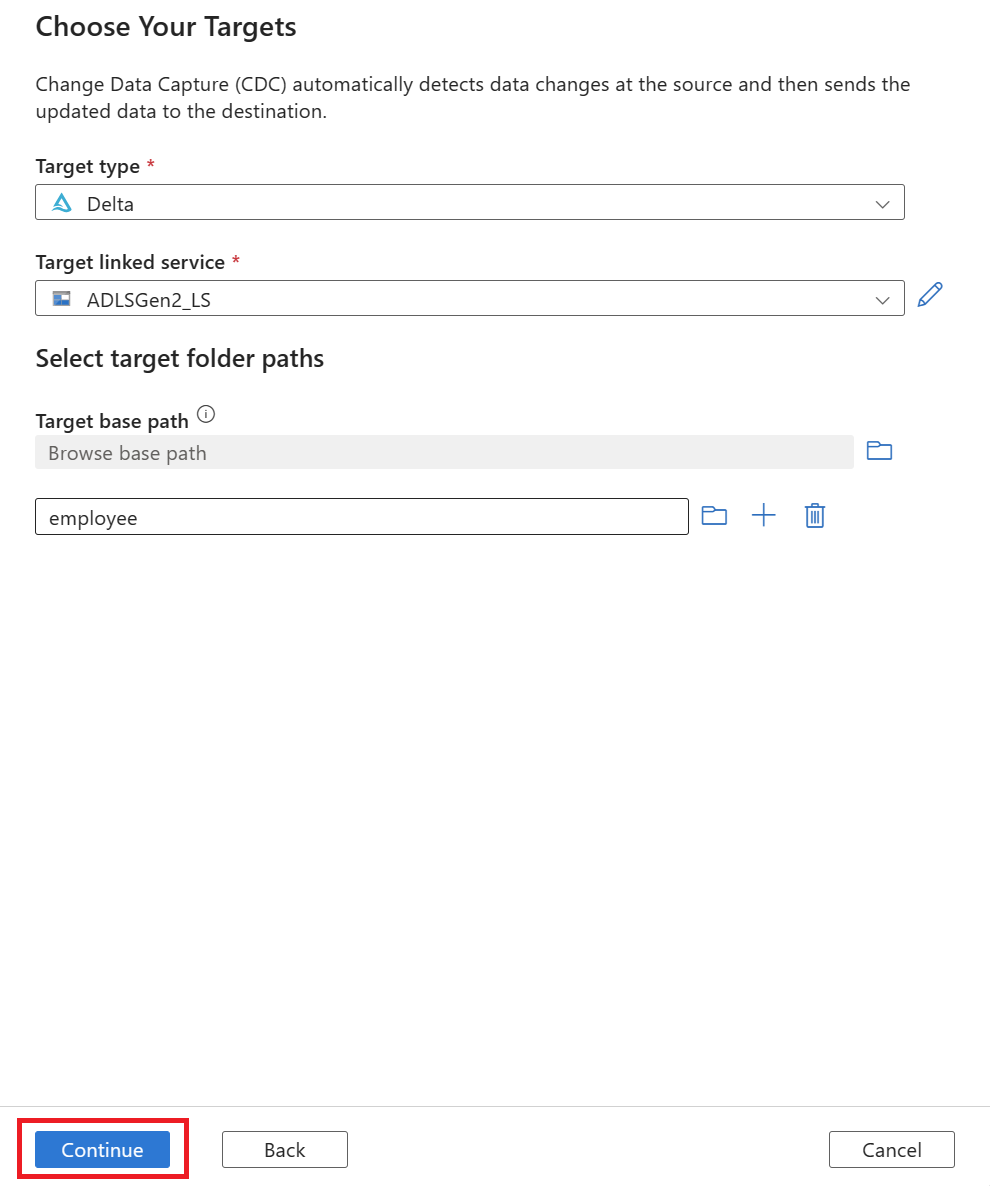 Choose Your Targets
Change Data Capture (CDC) automatically detects data changes at the source and then sends the
updated data to the destination.
Target type *
Delta
Target linked service *
ADLSGen2_LS
Select target folder paths
Target base path
Browse base path
employee
Continue
Back
Cancel